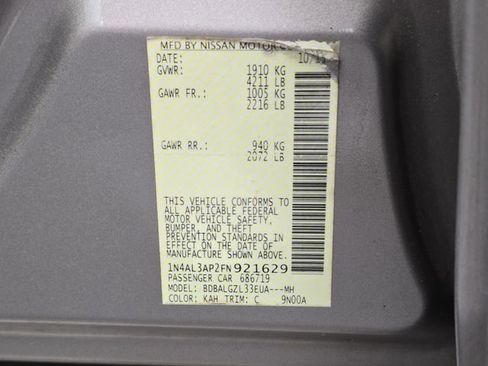 MFD BY NISSAN MOTOR
DATE: 10/15
GVWR: 1910 KG
4211 LB
GAWR FR.: 1005 KG
2216 LB
GAWR RR.: 940 KG
2072 LB
THIS VEHICLE CONFORMS TO
ALL APPLICABLE FEDERAL
MOTOR VEHICLE SAFETY,
BUMPER, AND THEFT
PREVENTION STANDARDS IN
EFFECT ON THE DATE OF
MANUFACTURE SHOWN ABOVE.
1N4AL3AP2FN921629
PASSENGER CAR 686719
MODEL: BDBALGZL33EUA---MH
COLOR: KAH TRIM: C 9N00A